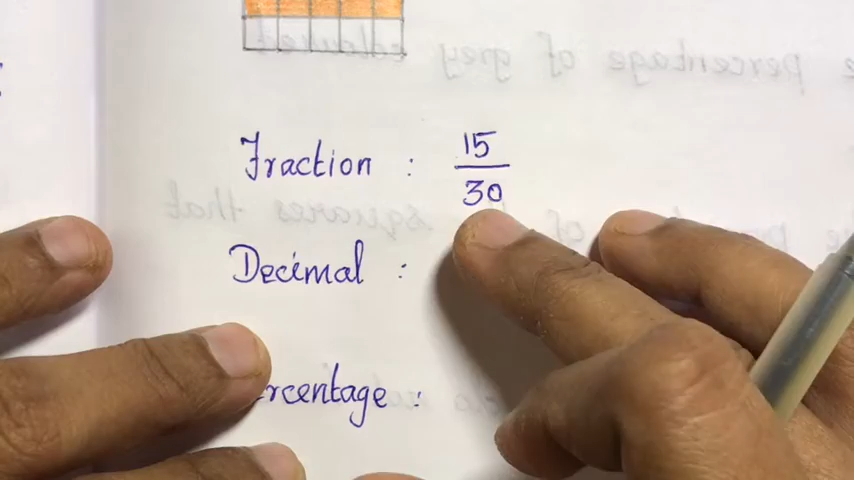 Fraction : 15/30
Decimal :
rcentage :